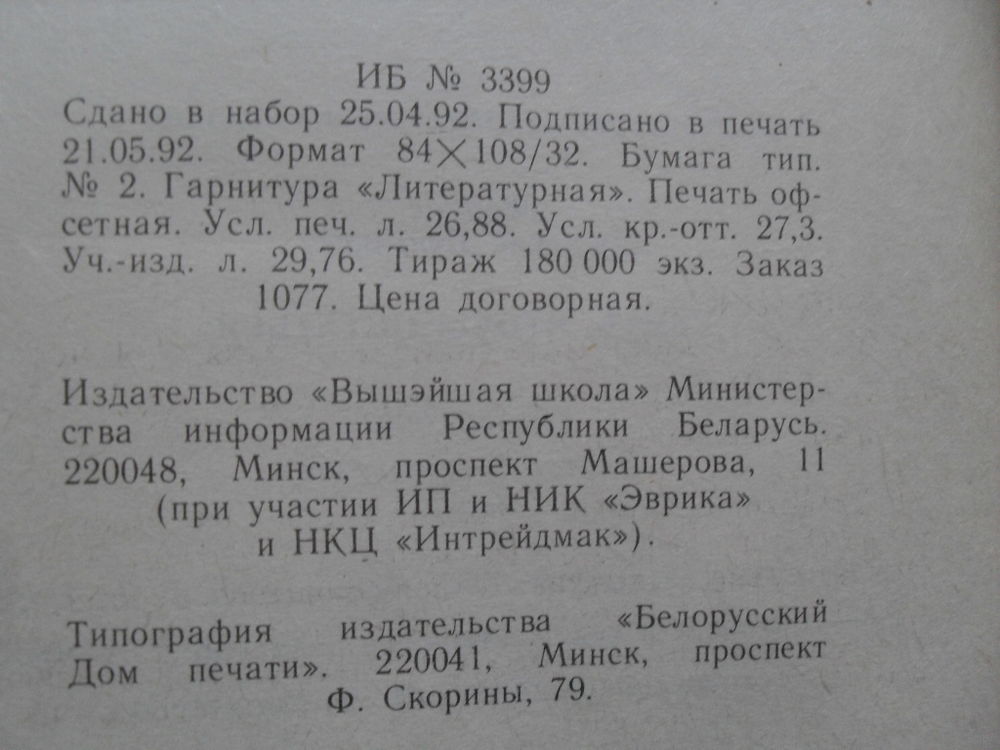 ИБ № 3399
Сдано в набор 25.04.92. Подписано в печать
21.05.92. Формат 84×108/32. Бумага тип.
№ 2. Гарнитура «Литературная». Печать оф-
сетная. Усл. печ. л. 26,88. Усл. кр.-отт. 27,3.
Уч.-изд. л. 29,76. Тираж 180 000 экз. Заказ
1077. Цена договорная.
Издательство «Вышэйшая школа» Министер-
ства информации Республики Беларусь.
220048, Минск, проспект Машерова, 11
(при участии ИП и НИК «Эврика»
и НКЦ «Интрейдмак»).
Типография издательства «Белорусский
Дом печати». 220041, Минск, проспект
Ф. Скорины, 79.